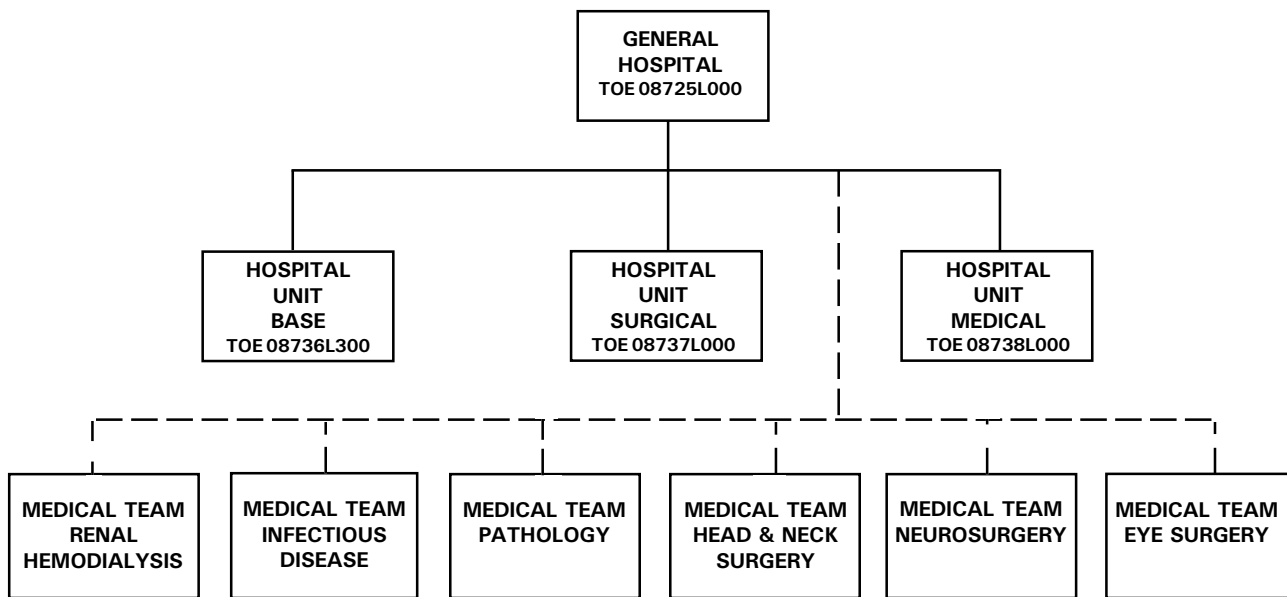 GENERAL
HOSPITAL
TOE 08725L000
HOSPITAL
UNIT
BASE
TOE 08736L300
HOSPITAL
UNIT
SURGICAL
TOE 08737L000
HOSPITAL
UNIT
MEDICAL
TOE 08738L000
MEDICAL TEAM
RENAL
HEMODIALYSIS
MEDICAL TEAM
INFECTIOUS
DISEASE
MEDICAL TEAM
PATHOLOGY
MEDICAL TEAM
HEAD & NECK
SURGERY
MEDICAL TEAM
NEUROSURGERY
MEDICAL TEAM
EYE SURGERY